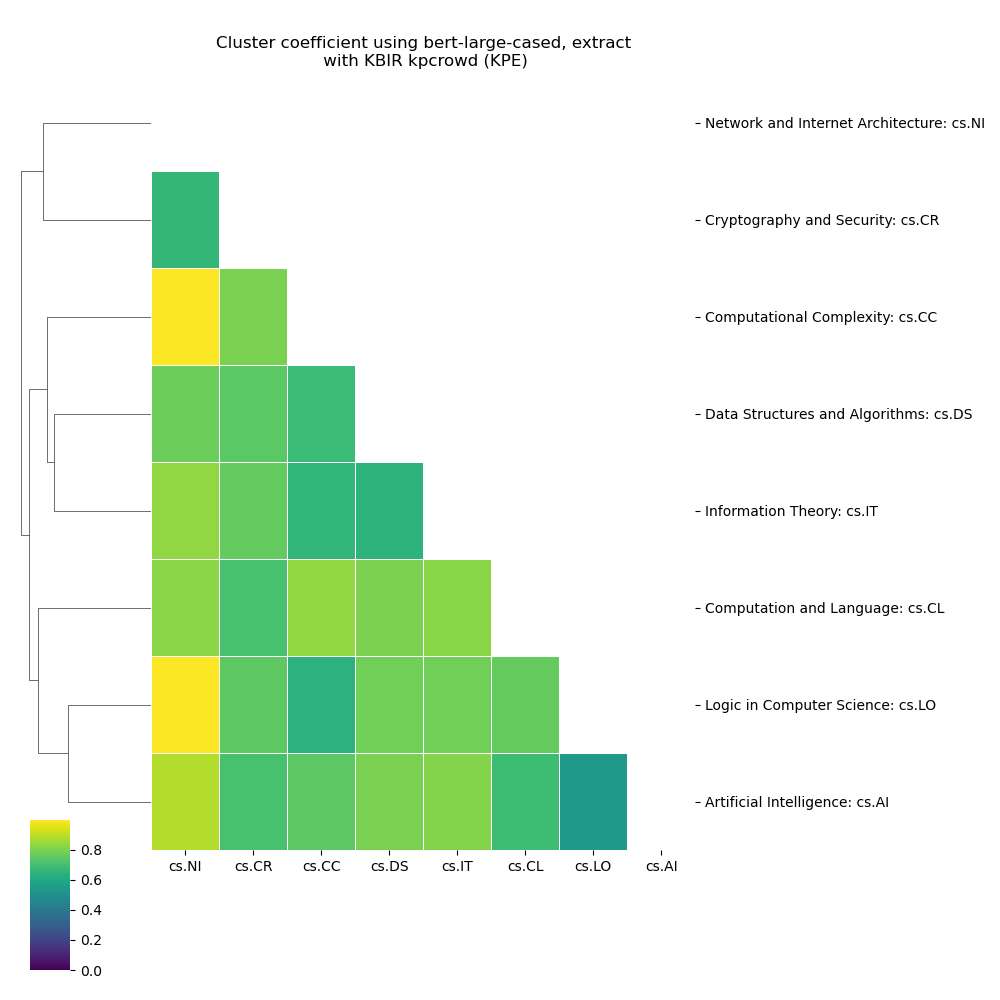 Cluster coefficient using bert-large-cased, extract
with KBIR kpcrowd (KPE)
Network and Internet Architecture: cs.NI
Cryptography and Security: cs.CR
Computational Complexity: cs.CC
Data Structures and Algorithms: cs.DS
Information Theory: cs.IT
Computation and Language: cs.CL
Logic in Computer Science: cs.LO
Artificial Intelligence: cs.AI
cs.NI cs.CR cs.CC cs.DS cs.IT cs.CL cs.LO cs.AI
0.8
0.6
0.4
0.2
0.0